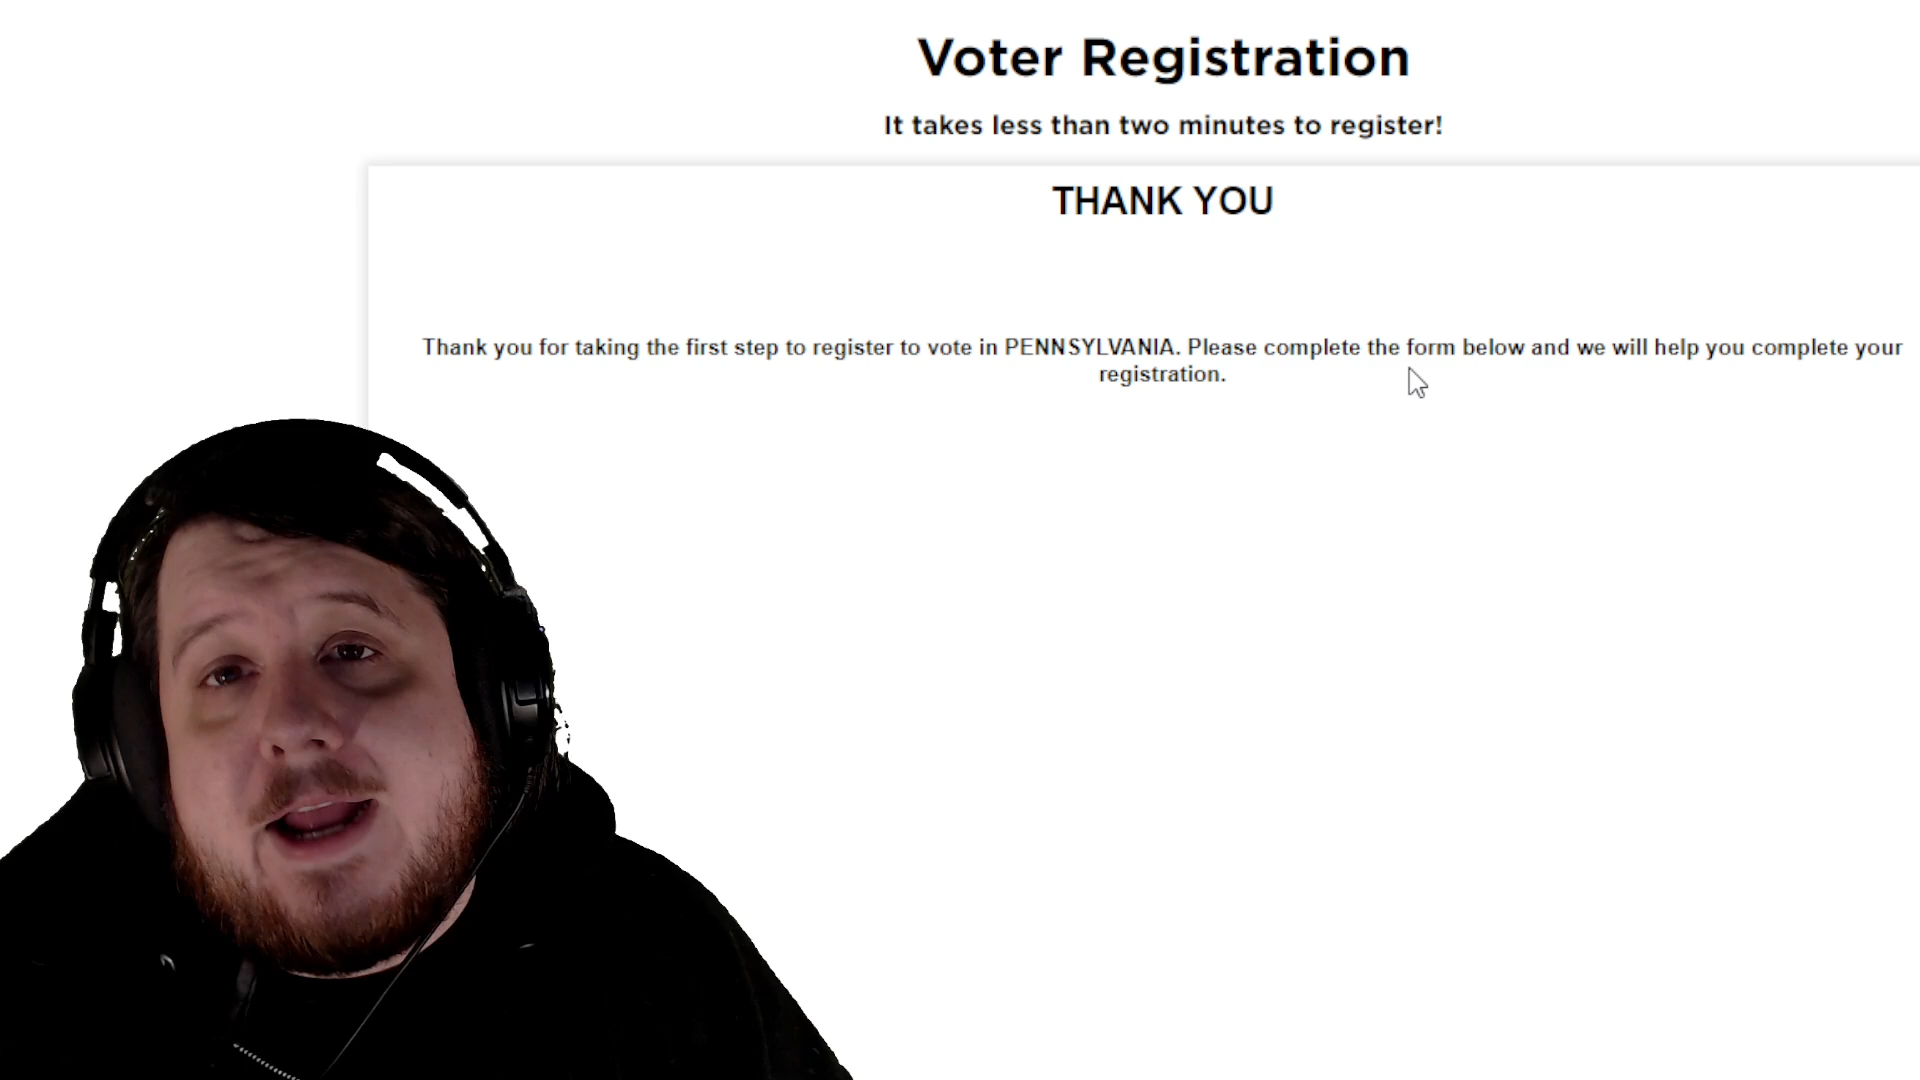 Voter Registration
It takes less than two minutes to register!
THANK YOU
Thank you for taking the first step to register to vote in PENNSYLVANIA. Please complete the form below and we will help you complete your
registration.